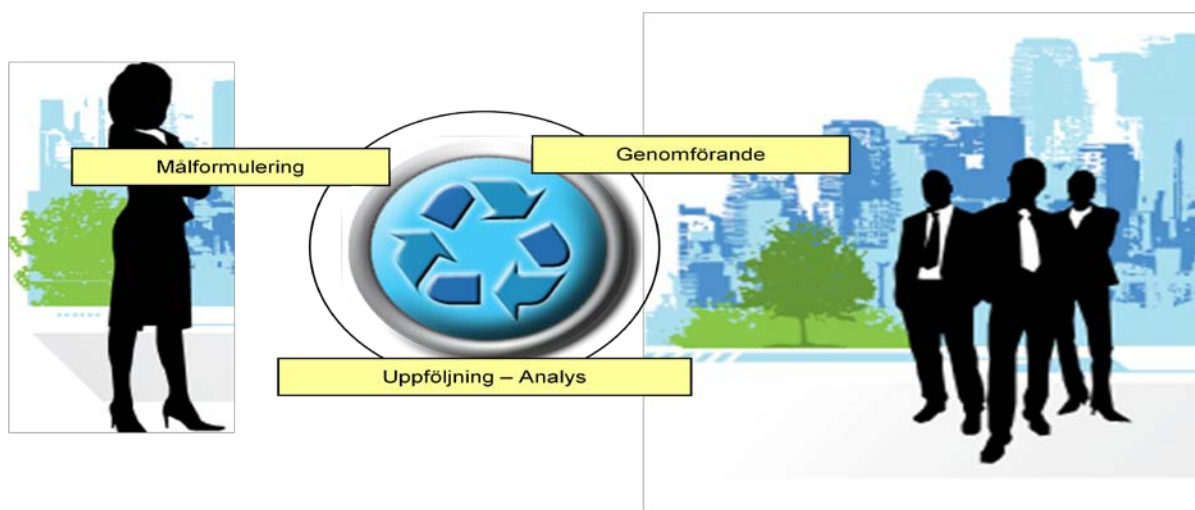 Målformulering
Genomförande
Uppföljning – Analys